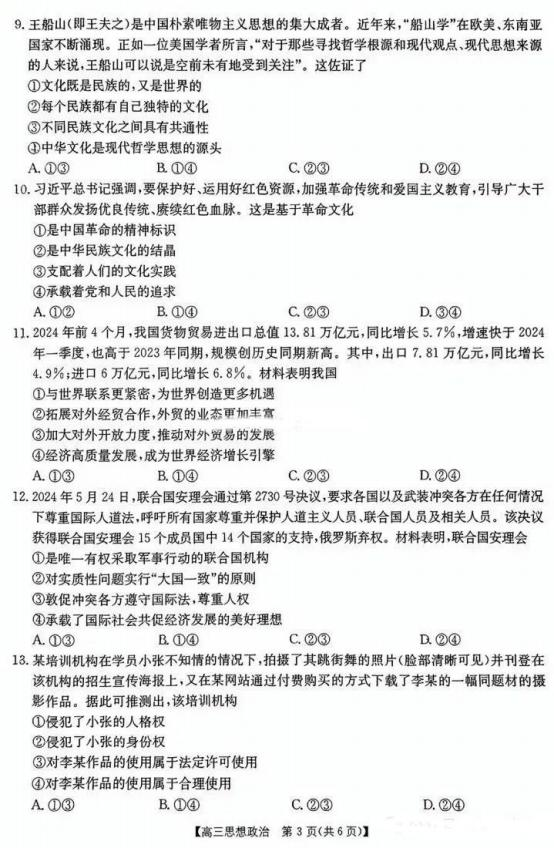 9. 王船山(即王夫之)是中国朴素唯物主义思想的集大成者。近年来,“船山学”在欧美、东南亚
国家不断涌现。正如一位美国学者所言,“对于那些寻找哲学根源和现代观点、现代思想来源
的人来说,王船山可以说是空前未有地受到关注”。这佐证了
①文化既是民族的,又是世界的
②每个民族都有自己独特的文化
③不同民族文化之间具有共通性
④中华文化是现代哲学思想的源头
A. ①③ B. ①④ C. ②③ D. ②④
10. 习近平总书记强调,要保护好、运用好红色资源,加强革命传统和爱国主义教育,引导广大干
部群众发扬优良传统、赓续红色血脉。这是基于革命文化
①是中国革命的精神标识
②是中华民族文化的结晶
③支配着人们的文化实践
④承载着党和人民的追求
A. ①② B. ①④ C. ②③ D. ③④
11. 2024 年前 4 个月,我国货物贸易进出口总值 13.81 万亿元,同比增长 5.7%,增速快于 2024
年一季度,也高于 2023 年同期,规模创历史同期新高。其中,出口 7.81 万亿元,同比增长
4.9%;进口 6 万亿元,同比增长 6.8%。材料表明我国
①与世界联系更紧密,为世界创造更多机遇
②拓展对外经贸合作,外贸的业态更加丰富
③加大对外开放力度,推动对外贸易的发展
④经济高质量发展,成为世界经济增长引擎
A. ①③ B. ①④ C. ②③ D. ②④
12. 2024 年 5 月 24 日,联合国安理会通过第 2730 号决议,要求各国以及武装冲突各方在任何情况
下尊重国际人道法,呼吁所有国家尊重并保护人道主义人员、联合国人员及相关人员。该决议
获得联合国安理会 15 个成员国中 14 个国家的支持,俄罗斯弃权。材料表明,联合国安理会
①是唯一有权采取军事行动的联合国机构
②对实质性问题实行“大国一致”的原则
③敦促冲突各方遵守国际法,尊重人权
④承载了国际社会共促经济发展的美好理想
A. ①③ B. ①④ C. ②③ D. ②④
13. 某培训机构在学员小张不知情的情况下,拍摄了其跳街舞的照片(脸部清晰可见)并刊登在
该机构的招生宣传海报上,又在某网站通过付费购买的方式下载了李某的一幅同题材的摄
影作品。据此可推测出,该培训机构
①侵犯了小张的人格权
②侵犯了小张的身份权
③对李某作品的使用属于法定许可使用
④对李某作品的使用属于合理使用
A. ①③ B. ①④ C. ②③ D. ②④
【高三思想政治 第 3 页(共 6 页)】